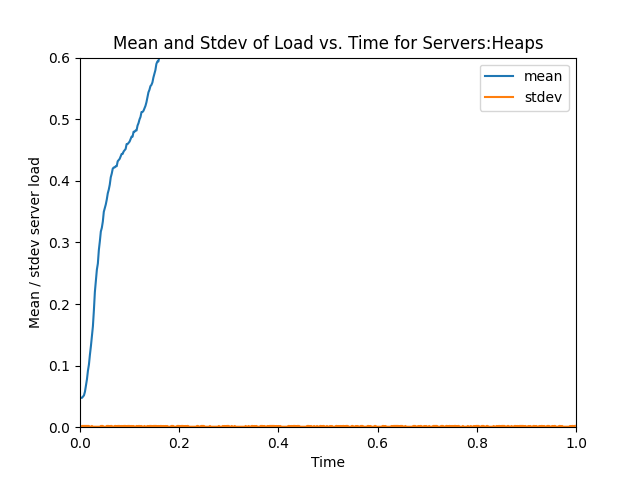 Mean and Stdev of Load vs. Time for Servers:Heaps
mean
stdev
Mean / stdev server load
0.6
0.5
0.4
0.3
0.2
0.1
0.0
0.0 0.2 0.4 0.6 0.8 1.0
Time